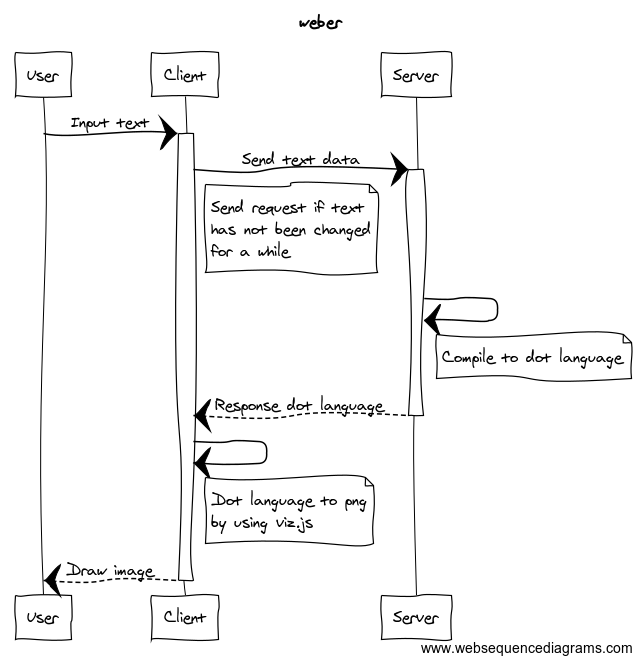 weber
User
Client
Server
Input text
Send text data
Send request if text
has not been changed
for a while
Compile to dot language
Response dot language
Dot language to png
by using viz.js
Draw image
User
Client
Server
www.websequencediagrams.com